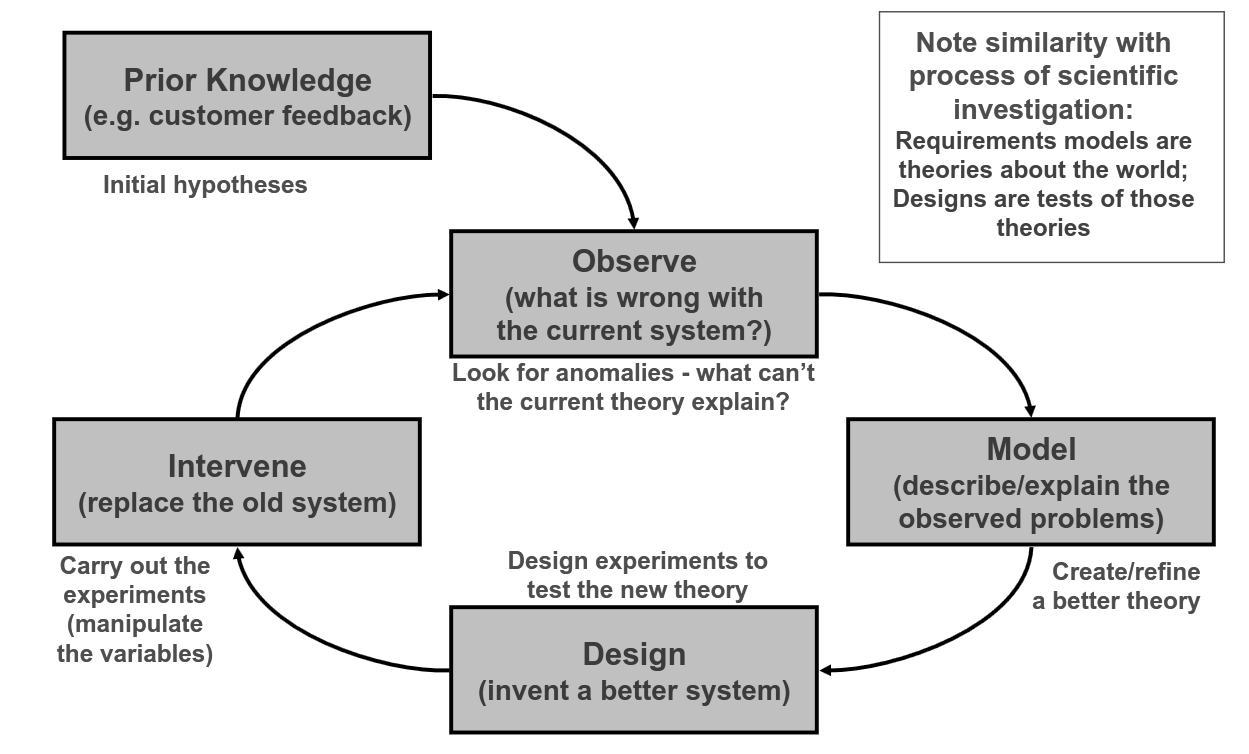 Prior Knowledge
(e.g. customer feedback)
Initial hypotheses
Note similarity with
process of scientific
investigation:
Requirements models are
theories about the world;
Designs are tests of those
theories
Observe
(what is wrong with
the current system?)
Look for anomalies - what can’t
the current theory explain?
Model
(describe/explain the
observed problems)
Create/refine
a better theory
Design experiments to
test the new theory
Design
(invent a better system)
Intervene
(replace the old system)
Carry out the
experiments
(manipulate
the variables)